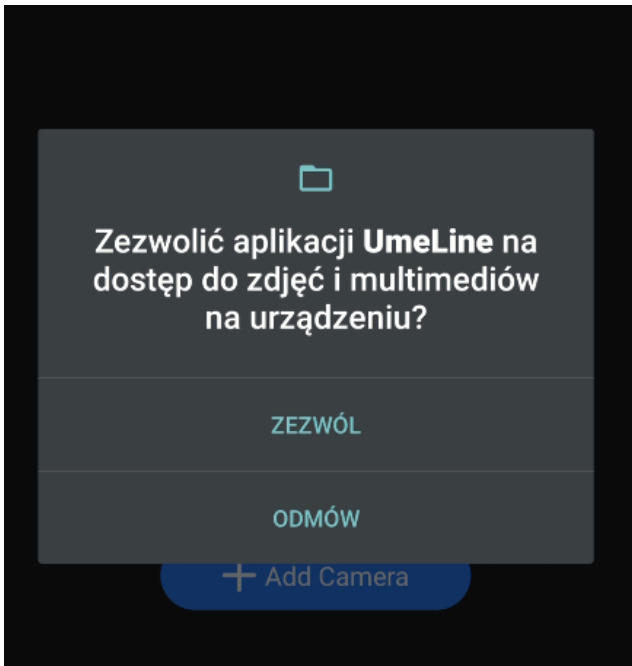 Zezwolić aplikacji UmeLine na
dostęp do zdjęć i multimediów
na urządzeniu?
ZEZWÓL
ODMÓW
+ Add Camera